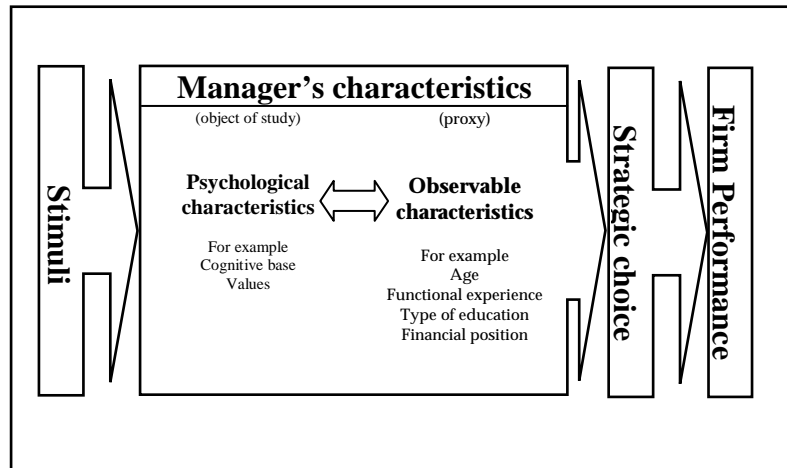 Stimuli
Manager's characteristics
(object of study)
(proxy)
Psychological
characteristics
For example
Cognitive base
Values
Observable
characteristics
For example
Age
Functional experience
Type of education
Financial position
Strategic choice
Firm Performance